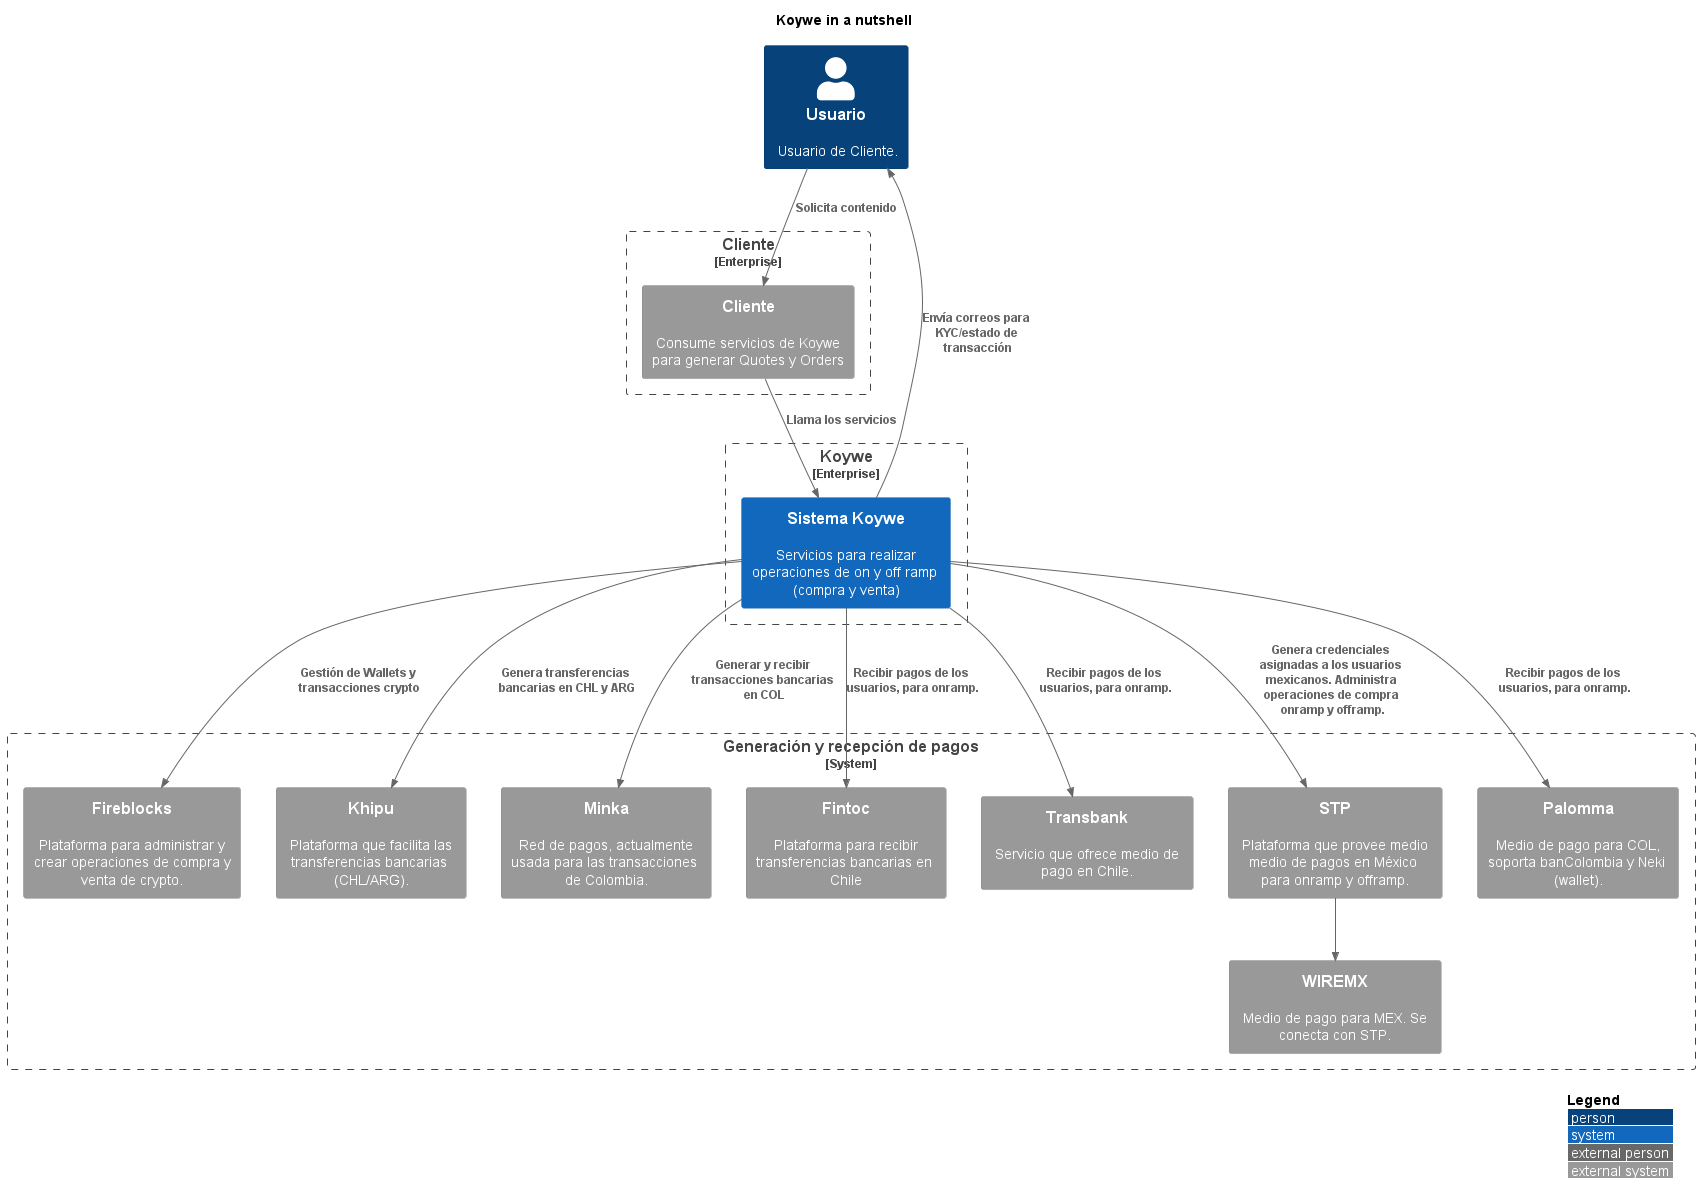 Koywe in a nutshell
Usuario
Usuario de Cliente.
Solicita contenido
Cliente
[Enterprise]
Cliente
Consume servicios de Koywe
para generar Quotes y Orders
Envía correos para
KYC/estado de
transacción
Llama los servicios
Koywe
[Enterprise]
Sistema Koywe
Servicios para realizar
operaciones de on y off ramp
(compra y venta)
Gestión de Wallets y
transacciones crypto
Genera transferencias
bancarias en CHL y ARG
Generar y recibir
transacciones bancarias
en COL
Recibir pagos de los
usuarios, para onramp.
Recibir pagos de los
usuarios, para onramp.
Genera credenciales
asignadas a los usuarios
mexicanos. Administra
operaciones de compra
onramp y offramp.
Recibir pagos de los
usuarios, para onramp.
Generación y recepción de pagos
[System]
Fireblocks
Plataforma para administrar y
crear operaciones de compra y
venta de crypto.
Khipu
Plataforma que facilita las
transferencias bancarias
(CHL/ARG).
Minka
Red de pagos, actualmente
usada para las transacciones
de Colombia.
Fintoc
Plataforma para recibir
transferencias bancarias en
Chile
Transbank
Servicio que ofrece medio de
pago en Chile.
STP
Plataforma que provee medio
medio de pagos en México
para onramp y offramp.
Palomma
Medio de pago para COL,
soporta banColombia y Neki
(wallet).
WIREMX
Medio de pago para MEX. Se
conecta con STP.
Legend
person
system
external person
external system